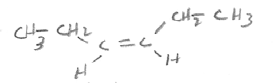 CH₂ CH₃
CH₃ CH₂
C=C
H H